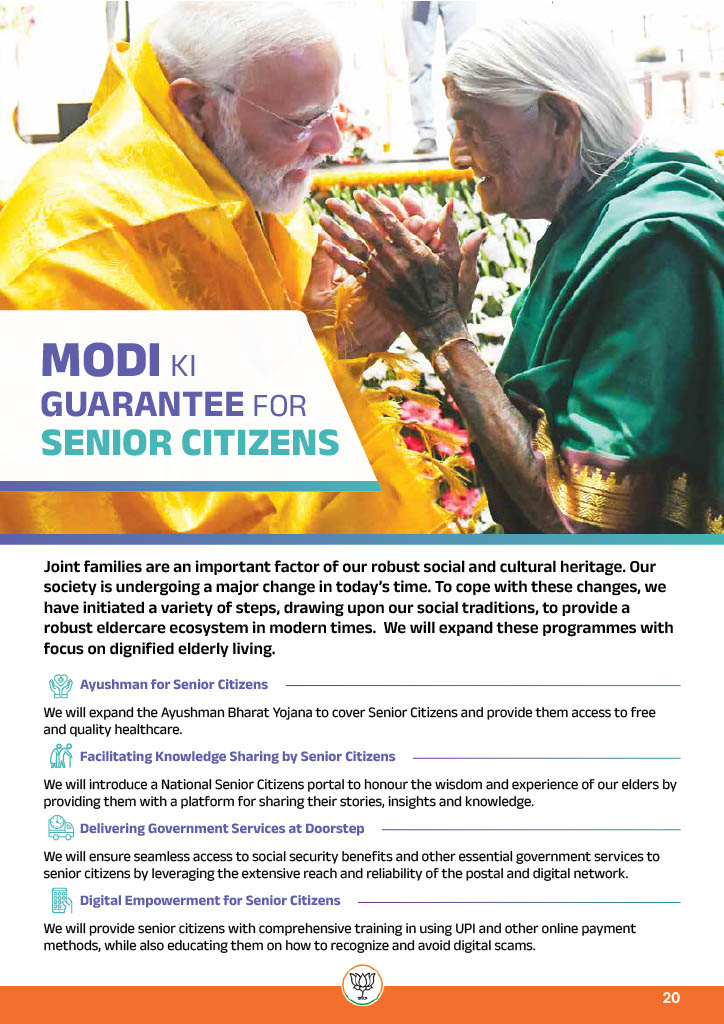 MODI KI
GUARANTEE FOR
SENIOR CITIZENS
Joint families are an important factor of our robust social and cultural heritage. Our
society is undergoing a major change in today’s time. To cope with these changes, we
have initiated a variety of steps, drawing upon our social traditions, to provide a
robust eldercare ecosystem in modern times.  We will expand these programmes with
focus on dignified elderly living.
Ayushman for Senior Citizens
We will expand the Ayushman Bharat Yojana to cover Senior Citizens and provide them access to free
and quality healthcare.
Facilitating Knowledge Sharing by Senior Citizens
We will introduce a National Senior Citizens portal to honour the wisdom and experience of our elders by
providing them with a platform for sharing their stories, insights and knowledge.
Delivering Government Services at Doorstep
We will ensure seamless access to social security benefits and other essential government services to
senior citizens by leveraging the extensive reach and reliability of the postal and digital network.
Digital Empowerment for Senior Citizens
We will provide senior citizens with comprehensive training in using UPI and other online payment
methods, while also educating them on how to recognize and avoid digital scams.
20